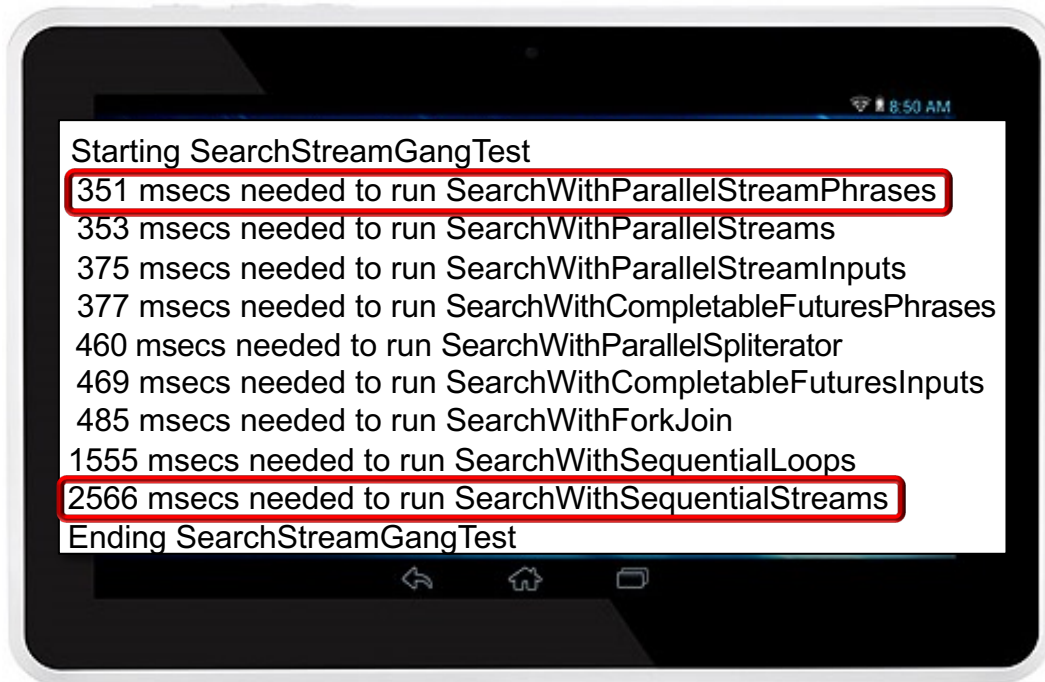 8:50 AM
Starting SearchStreamGangTest
351 msecs needed to run SearchWithParallelStreamPhrases
353 msecs needed to run SearchWithParallelStreams
375 msecs needed to run SearchWithParallelStreamInputs
377 msecs needed to run SearchWithCompletableFuturesPhrases
460 msecs needed to run SearchWithParallelSpliterator
469 msecs needed to run SearchWithCompletableFuturesInputs
485 msecs needed to run SearchWithForkJoin
1555 msecs needed to run SearchWithSequentialLoops
2566 msecs needed to run SearchWithSequentialStreams
Ending SearchStreamGangTest